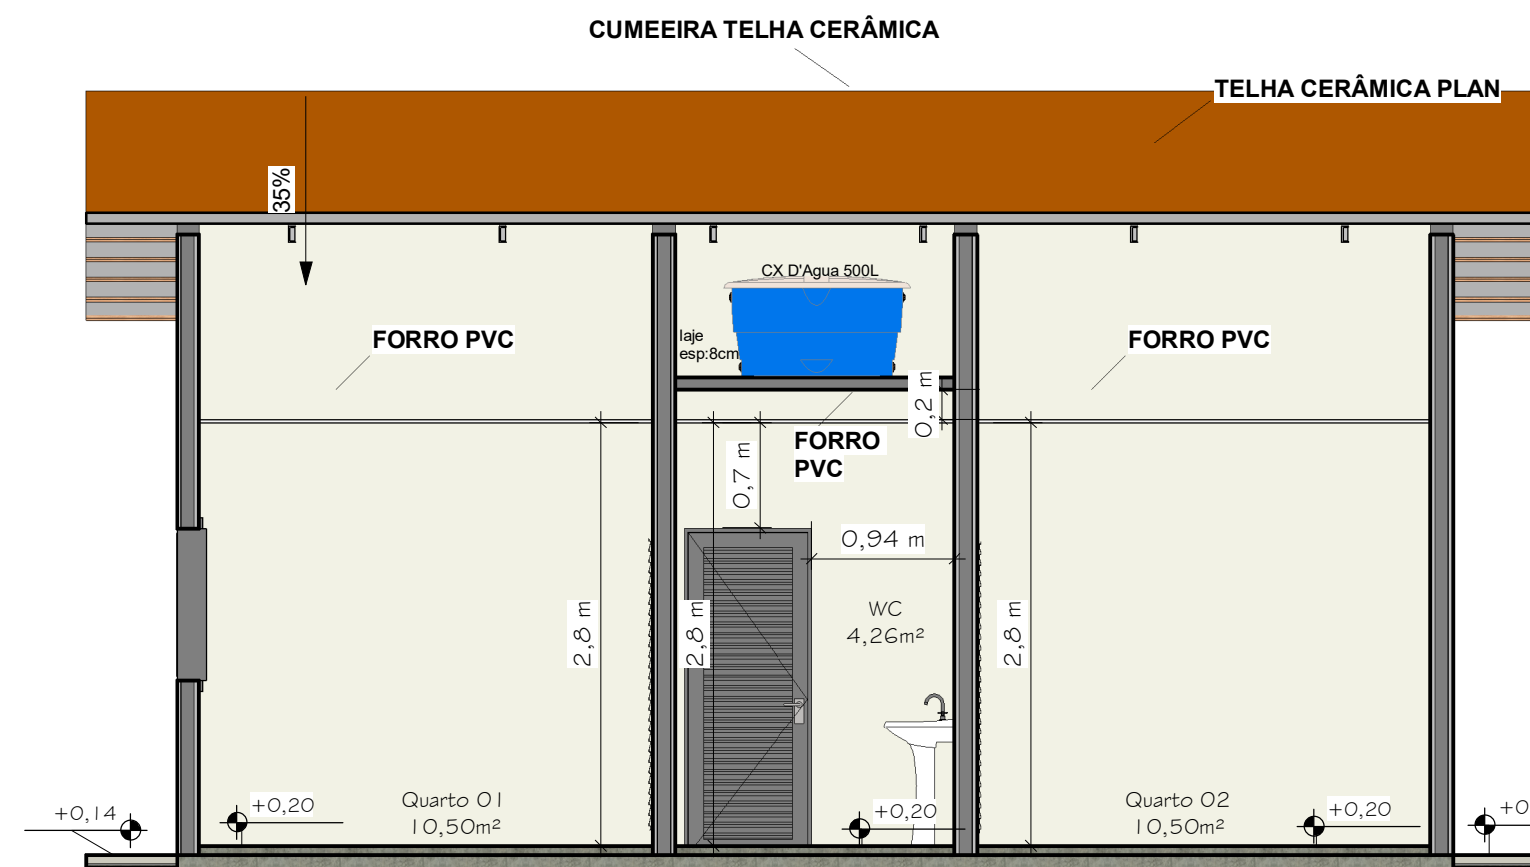 CUMEEIRA TELHA CERÂMICA
TELHA CERÂMICA PLAN
35%
CX D'Agua 500L
FORRO PVC
laje
esp:8cm
FORRO PVC
0,2 m
FORRO
PVC
0,7 m
0,94 m
2,8 m
2,8 m
WC
4,26m²
2,8 m
+0,14
+0,20
Quarto 01
10,50m²
+0,20
Quarto 02
10,50m²
+0,20
+0